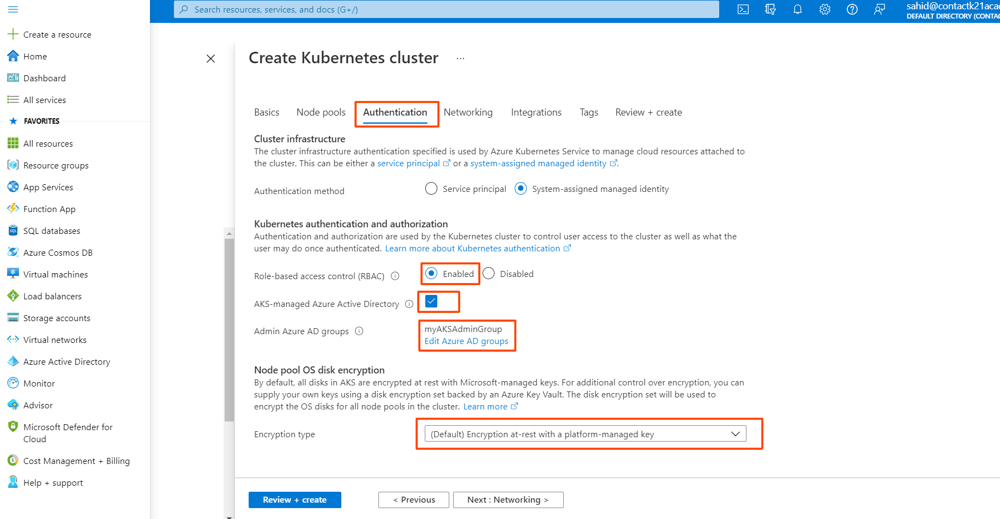 Search resources, services, and docs (G+/)
sahid@contactk21aca
DEFAULT DIRECTORY (CONTA
Create a resource
Home
Dashboard
All services
FAVORITES
All resources
Resource groups
App Services
Function App
SQL databases
Azure Cosmos DB
Virtual machines
Load balancers
Storage accounts
Virtual networks
Azure Active Directory
Monitor
Advisor
Microsoft Defender for
Cloud
Cost Management + Billing
Help + support
Create Kubernetes cluster ...
Basics Node pools Authentication Networking Integrations Tags Review + create
Cluster infrastructure
The cluster infrastructure authentication specified is used by Azure Kubernetes Service to manage cloud resources attached to
the cluster. This can be either a service principal or a system-assigned managed identity .
Authentication method Service principal System-assigned managed identity
Kubernetes authentication and authorization
Authentication and authorization are used by the Kubernetes cluster to control user access to the cluster as well as what the
user may do once authenticated. Learn more about Kubernetes authentication
Role-based access control (RBAC) Enabled Disabled
AKS-managed Azure Active Directory
Admin Azure AD groups myAKSAdminGroup
Edit Azure AD groups
Node pool OS disk encryption
By default, all disks in AKS are encrypted at rest with Microsoft-managed keys. For additional control over encryption, you can
supply your own keys using a disk encryption set backed by an Azure Key Vault. The disk encryption set will be used to
encrypt the OS disks for all node pools in the cluster. Learn more
Encryption type (Default) Encryption at-rest with a platform-managed key
Review + create < Previous Next : Networking >